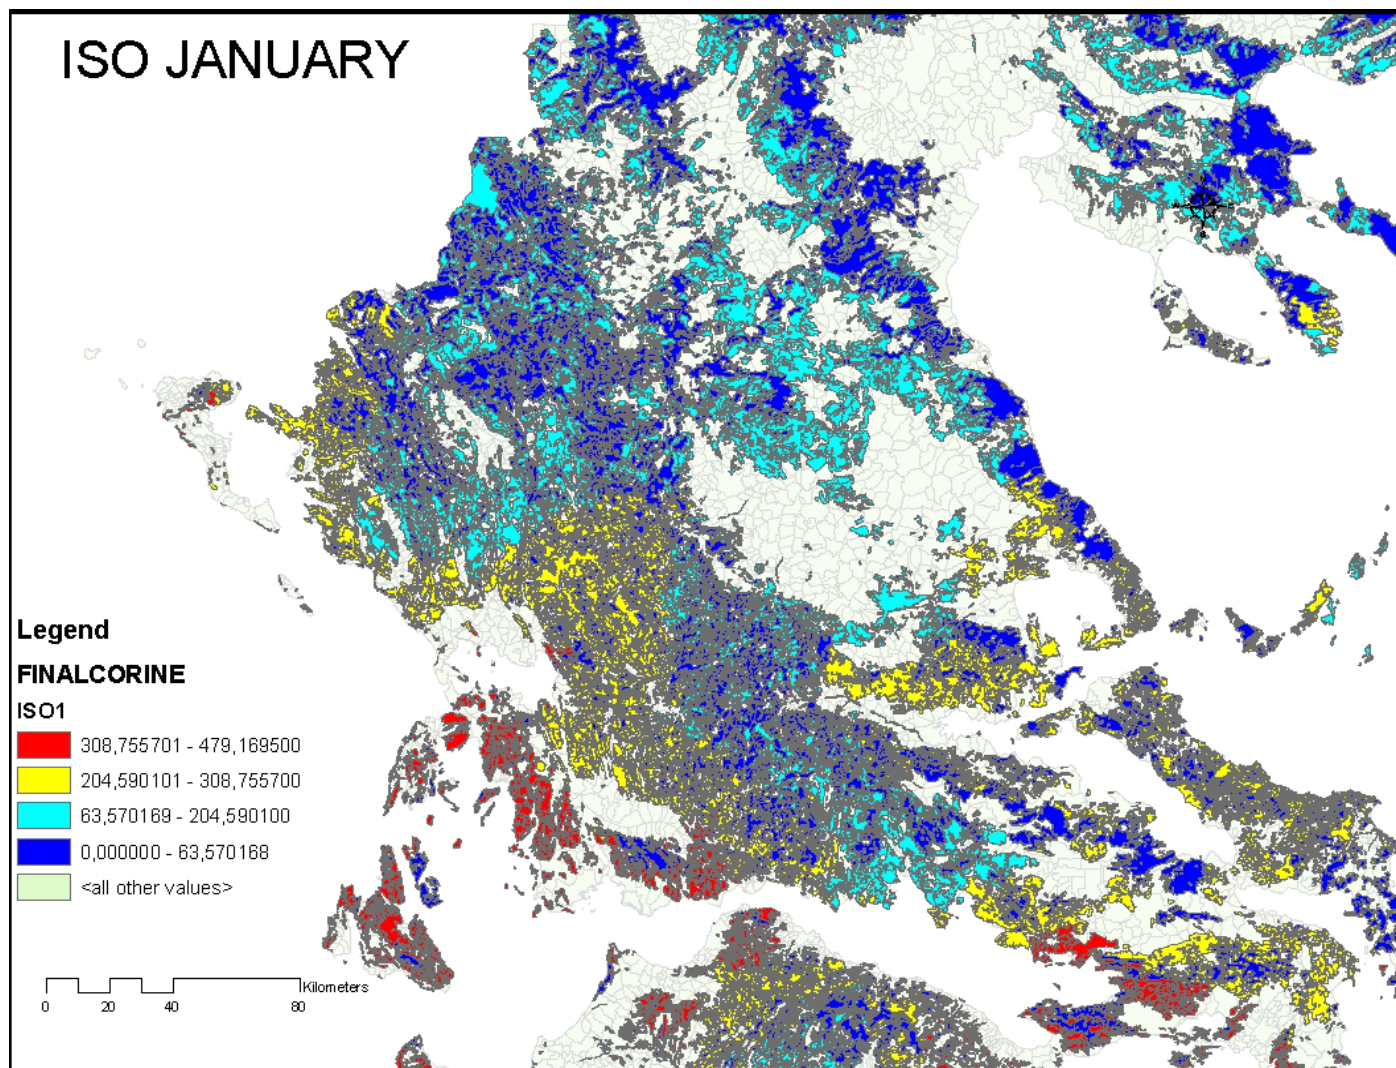 ISO JANUARY
Legend
FINALCORINE
ISO1
308,755701 - 479,169500
204,590101 - 308,755700
63,570169 - 204,590100
0,000000 - 63,570168
<all other values>
Kilometers
0 20 40 80